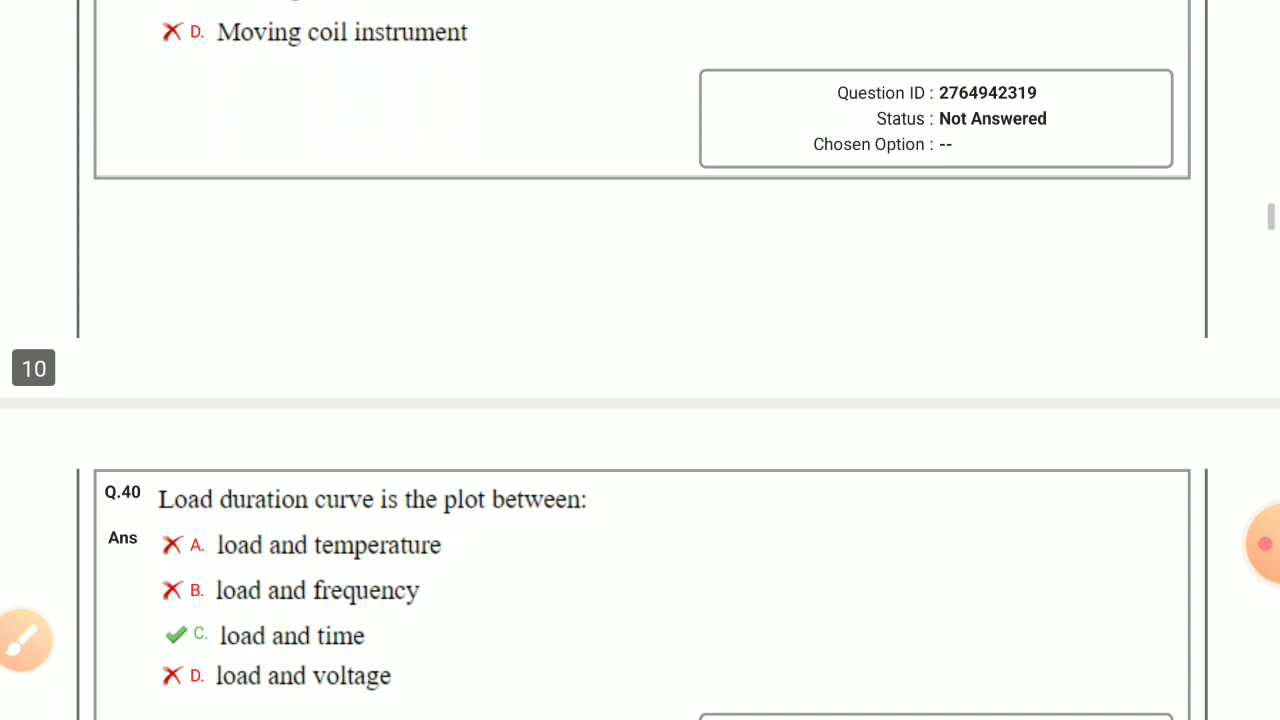 D. Moving coil instrument
Question ID : 2764942319
Status : Not Answered
Chosen Option : --
10
Q.40 Load duration curve is the plot between:
Ans A. load and temperature
B. load and frequency
C. load and time
D. load and voltage